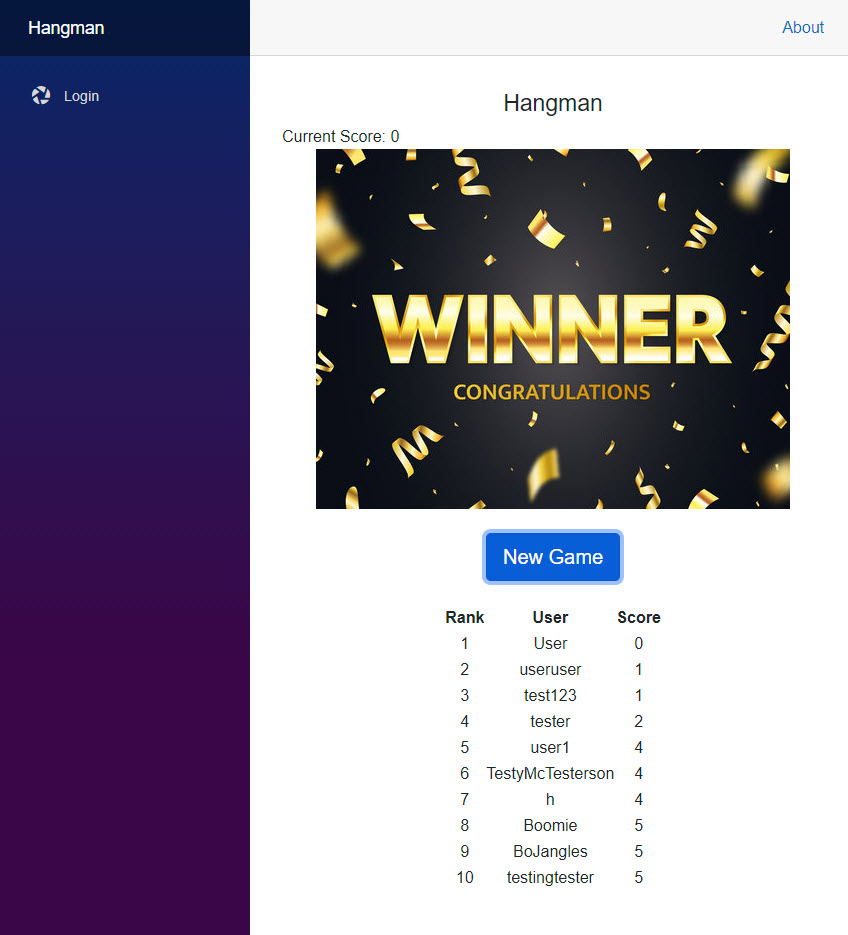 Hangman
About
Login
Hangman
Current Score: 0
WINNER
CONGRATULATIONS
New Game
Rank User Score
1 User 0
2 useruser 1
3 test123 1
4 tester 2
5 user1 4
6 TestyMcTesterson 4
7 h 4
8 Boomie 5
9 BoJangles 5
10 testingtester 5